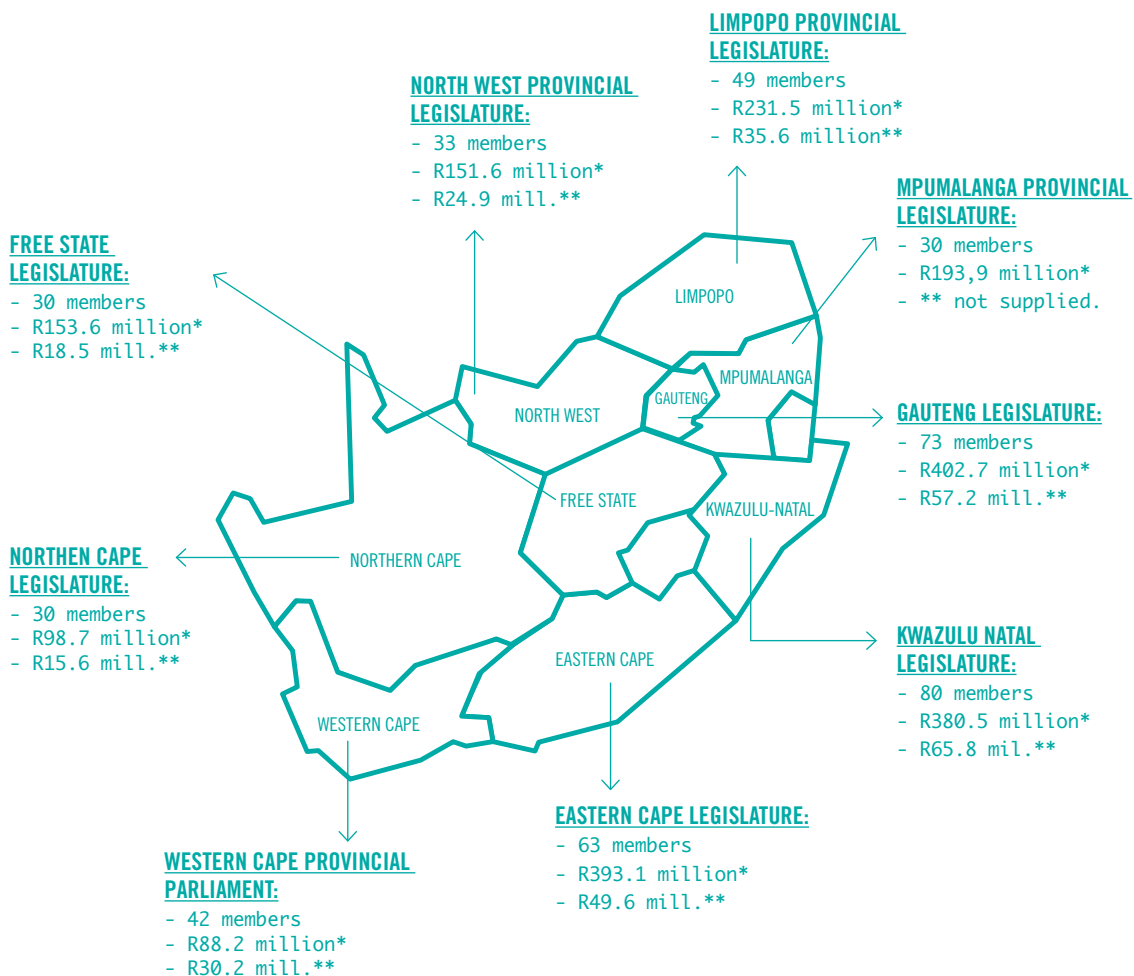 LIMPOPO PROVINCIAL
LEGISLATURE:
- 49 members
- R231.5 million*
- R35.6 million**
NORTH WEST PROVINCIAL
LEGISLATURE:
- 33 members
- R151.6 million*
- R24.9 mill.**
MPUMALANGA PROVINCIAL
LEGISLATURE:
- 30 members
- R193,9 million*
- ** not supplied.
FREE STATE
LEGISLATURE:
- 30 members
- R153.6 million*
- R18.5 mill.**
LIMPOPO
MPUMALANGA
GAUTENG
NORTH WEST
GAUTENG LEGISLATURE:
- 73 members
- R402.7 million*
- R57.2 mill.**
FREE STATE
KWAZULU-NATAL
NORTHEN CAPE
LEGISLATURE:
- 30 members
- R98.7 million*
- R15.6 mill.**
NORTHERN CAPE
KWAZULU NATAL
LEGISLATURE:
- 80 members
- R380.5 million*
- R65.8 mil.**
EASTERN CAPE
WESTERN CAPE
EASTERN CAPE LEGISLATURE:
- 63 members
- R393.1 million*
- R49.6 mill.**
WESTERN CAPE PROVINCIAL
PARLIAMENT:
- 42 members
- R88.2 million*
- R30.2 mill.**